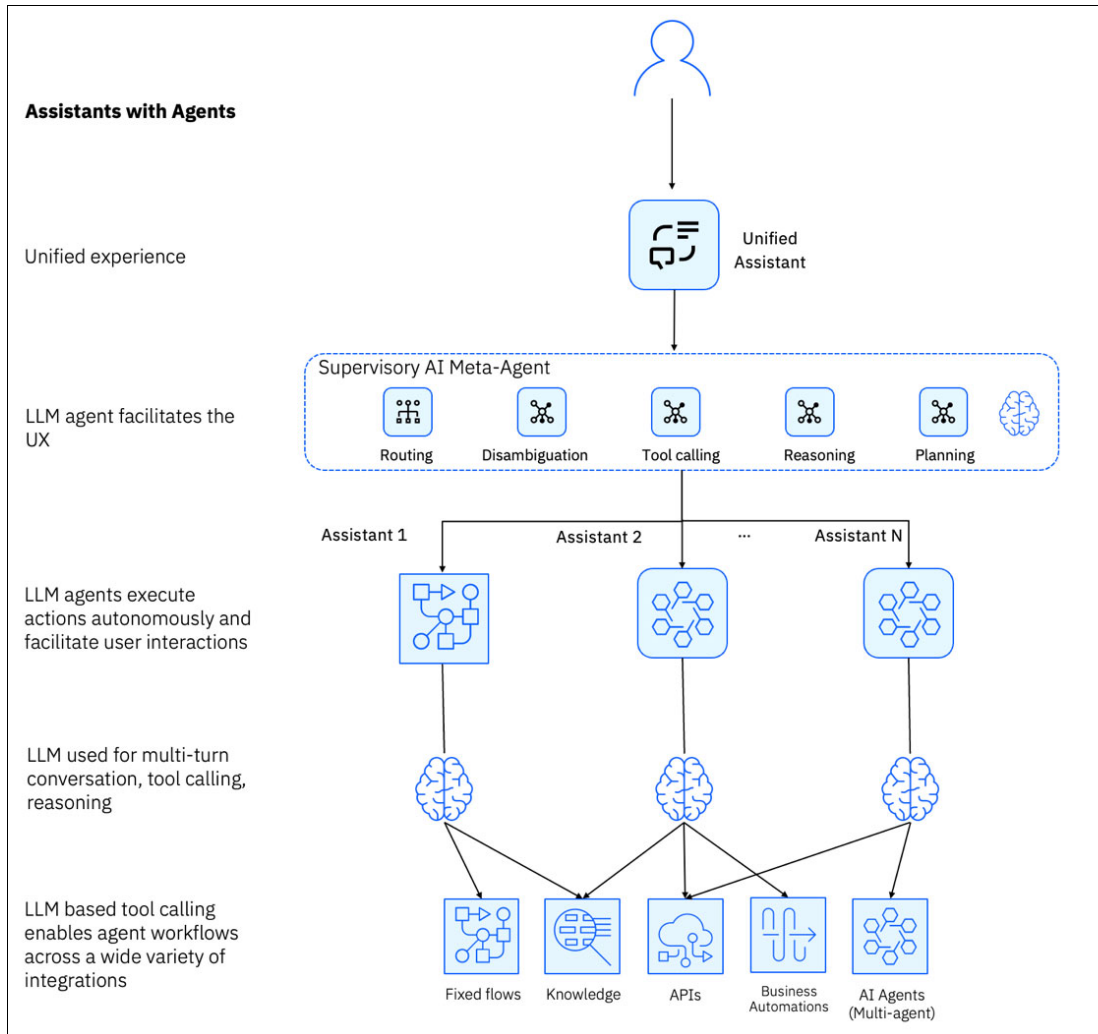 Assistants with Agents
Unified experience
Unified
Assistant
Supervisory AI Meta-Agent
LLM agent facilitates the
UX
Routing
Disambiguation
Tool calling
Reasoning
Planning
Assistant 1
Assistant 2
...
Assistant N
LLM agents execute
actions autonomously and
facilitate user interactions
LLM used for multi-turn
conversation, tool calling,
reasoning
LLM based tool calling
enables agent workflows
across a wide variety of
integrations
Fixed flows
Knowledge
APIs
Business
Automations
AI Agents
(Multi-agent)